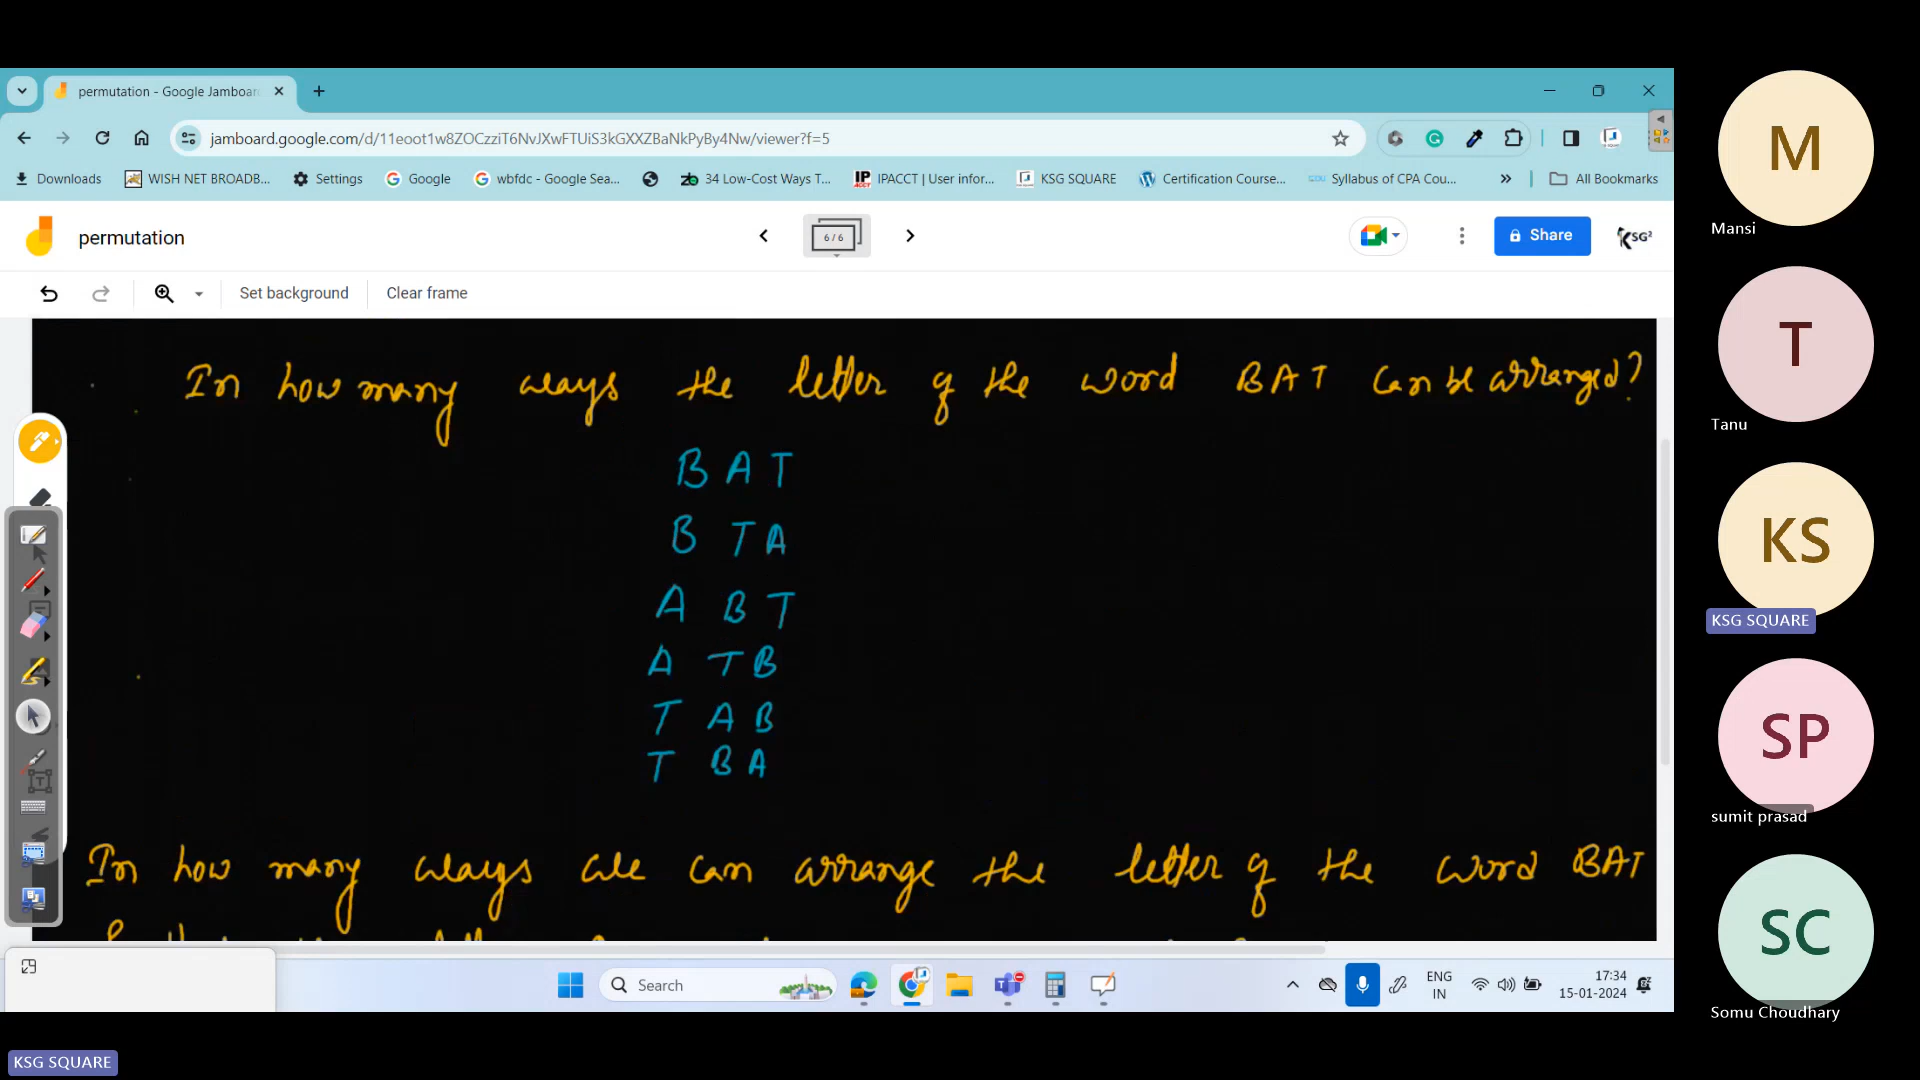 permutation - Google Jamboar
jamboard.google.com/d/11eoot1w8ZOCzziT6NvJXwFTUiS3kGXXZBaNkPyBy4Nw/viewer?f=5
Downloads WISH NET BROADB... Settings Google wbfdc - Google Sea... 34 Low-Cost Ways T... IPACCT | User infor... KSG SQUARE Certification Course... Syllabus of CPA Cou... » All Bookmarks
permutation 6 / 6 Share KSG²
Set background Clear frame
In how many ways the letter of the word BAT can be arranged?
B A T
B T A
A B T
A T B
T A B
T B A
In how many ways we can arrange the letter of the word BAT
Search ENG IN 17:34 15-01-2024
M
Mansi
T
Tanu
KS
KSG SQUARE
SP
sumit prasad
SC
Somu Choudhary
KSG SQUARE